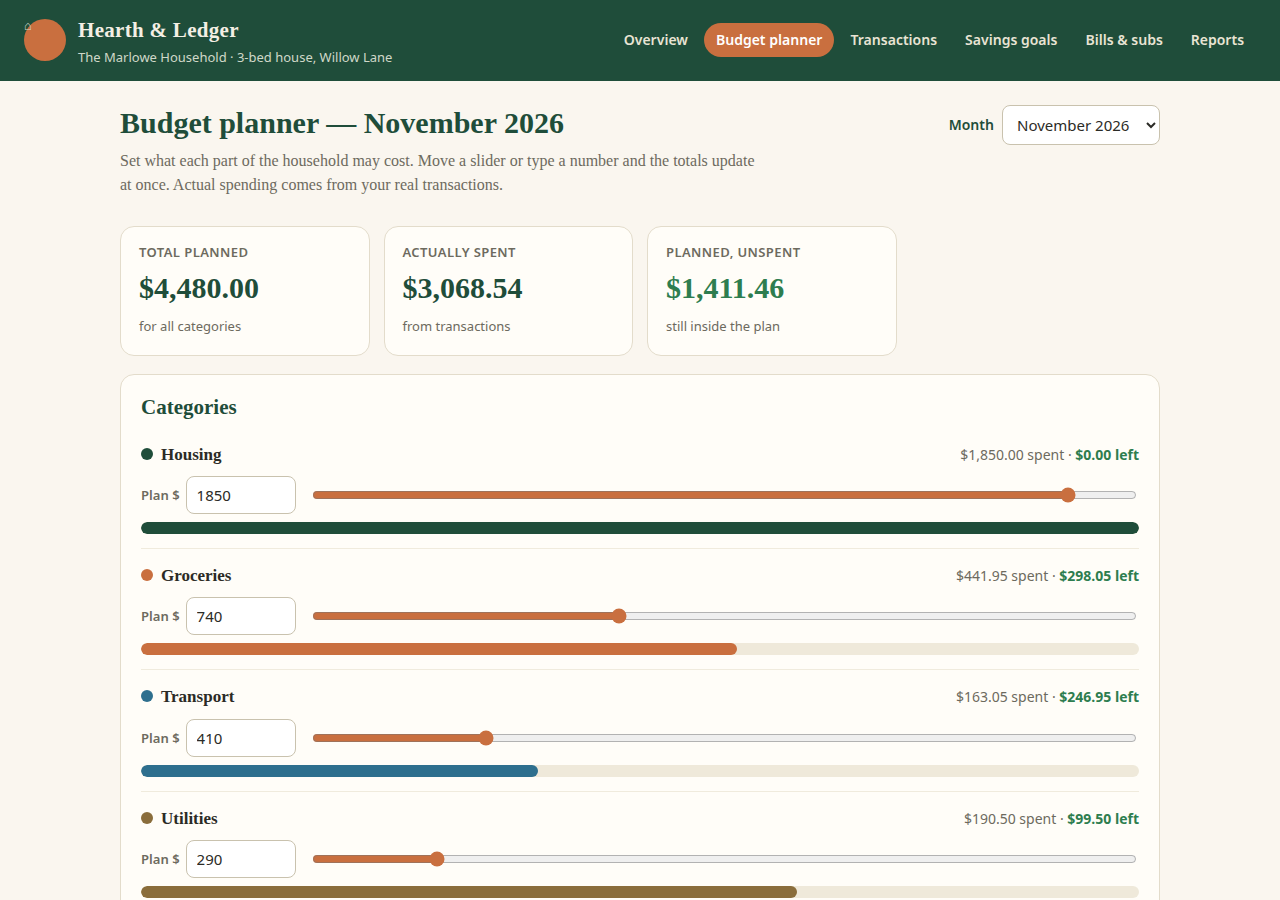 ⌂
Hearth & Ledger
The Marlowe Household · 3-bed house, Willow Lane
Overview
Budget planner
Transactions
Savings goals
Bills & subs
Reports
Budget planner — November 2026
Month
November 2026
Set what each part of the household may cost. Move a slider or type a number and the totals update
at once. Actual spending comes from your real transactions.
TOTAL PLANNED
$4,480.00
for all categories
ACTUALLY SPENT
$3,068.54
from transactions
PLANNED, UNSPENT
$1,411.46
still inside the plan
Categories
Housing
$1,850.00 spent · $0.00 left
Plan $ 1850
Groceries
$441.95 spent · $298.05 left
Plan $ 740
Transport
$163.05 spent · $246.95 left
Plan $ 410
Utilities
$190.50 spent · $99.50 left
Plan $ 290